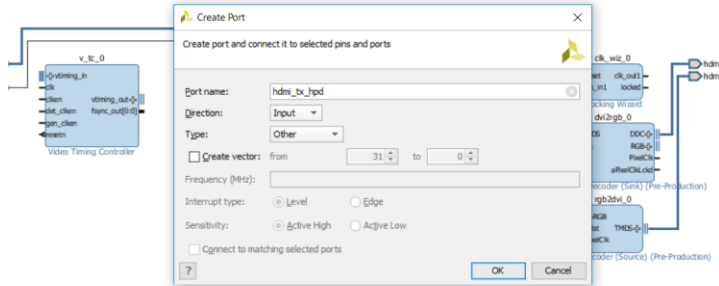 Create Port
Create port and connect it to selected pins and ports
Port name: hdmi_tx_hpd
Direction: Input
Type: Other
Create vector: from 31 to 0
Frequency (MHz):
Interrupt type: Level Edge
Sensitivity: Active High Active Low
Connect to matching selected ports
? OK Cancel
v_tc_0
vtiming_in
clk
clken vtiming_out
det_clken fsync_out[0:0]
gen_clken
resetn
Video Timing Controller
clk_wiz_0
clk_out1
locked
ocking Wizard
hdm
hdm
dvi2rgb_0
DDC
RGB
PixelClk
aPixelClkLckd
ecoder (Sink) (Pre-Production)
rgb2dvi_0
RGB
TMDS
coder (Source) (Pre-Production)